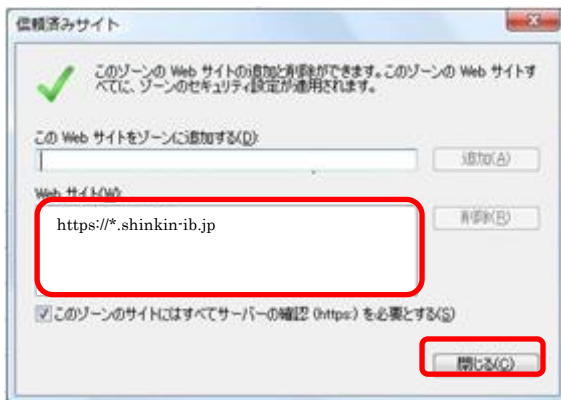 信頼済みサイト
このゾーンの Web サイトの追加と削除ができます。このゾーンの Web サイトす
べてに、ゾーンのセキュリティ設定が適用されます。
この Web サイトをゾーンに追加する(D):
追加(A)
Web サイト(W):
https://*.shinkin-ib.jp
削除(R)
このゾーンのサイトにはすべてサーバーの確認 (https:) を必要とする(S)
閉じる(C)